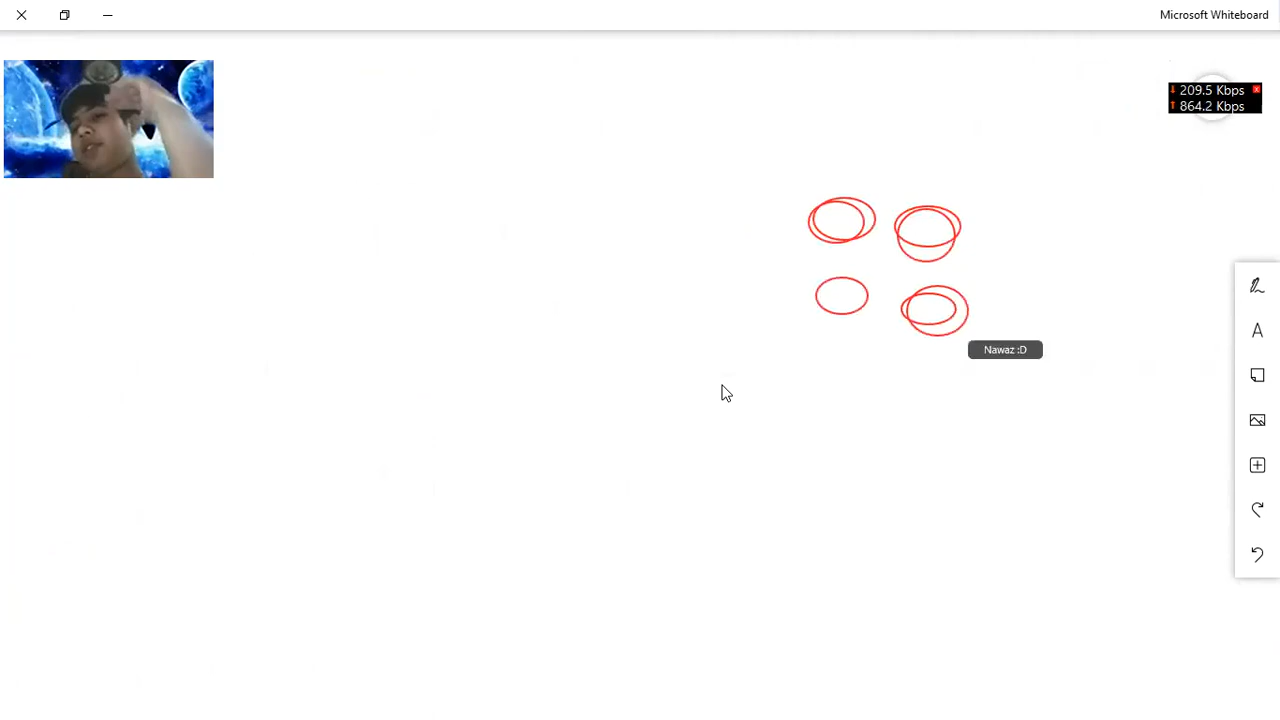 Microsoft Whiteboard
↓ 209.5 Kbps x
↑ 864.2 Kbps
Nawaz :D
A